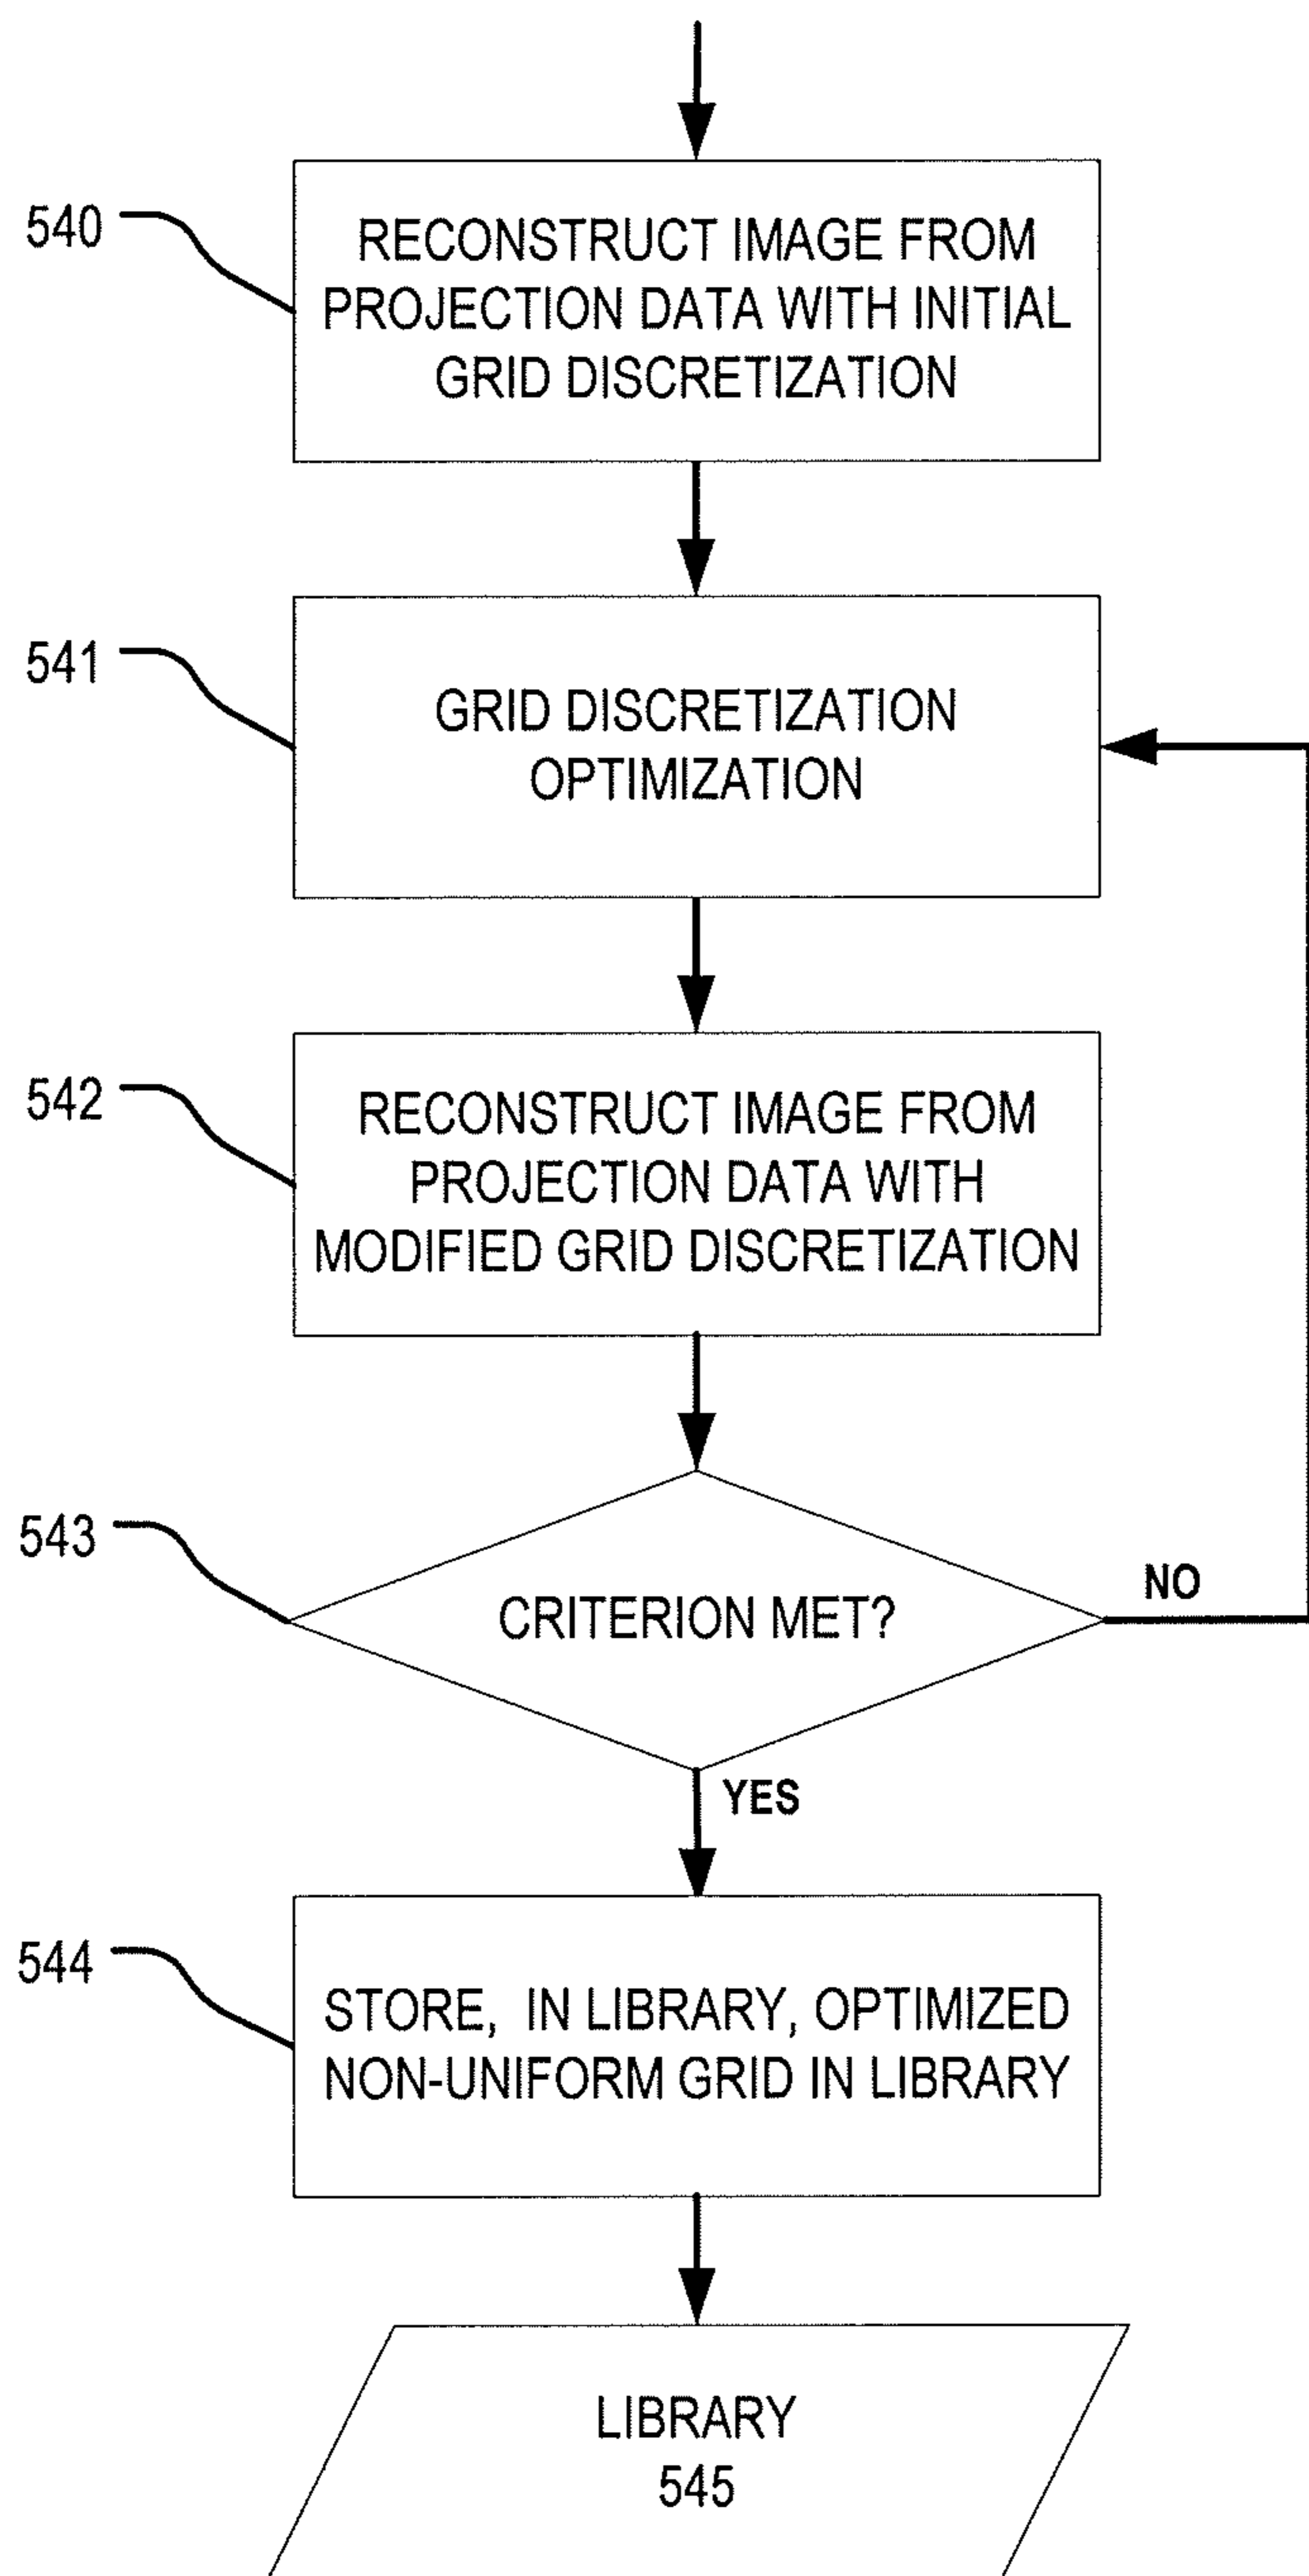 540
RECONSTRUCT IMAGE FROM
PROJECTION DATA WITH INITIAL
GRID DISCRETIZATION
541
GRID DISCRETIZATION
OPTIMIZATION
542
RECONSTRUCT IMAGE FROM
PROJECTION DATA WITH
MODIFIED GRID DISCRETIZATION
543
CRITERION MET?
NO
YES
544
STORE, IN LIBRARY, OPTIMIZED
NON-UNIFORM GRID IN LIBRARY
LIBRARY
545